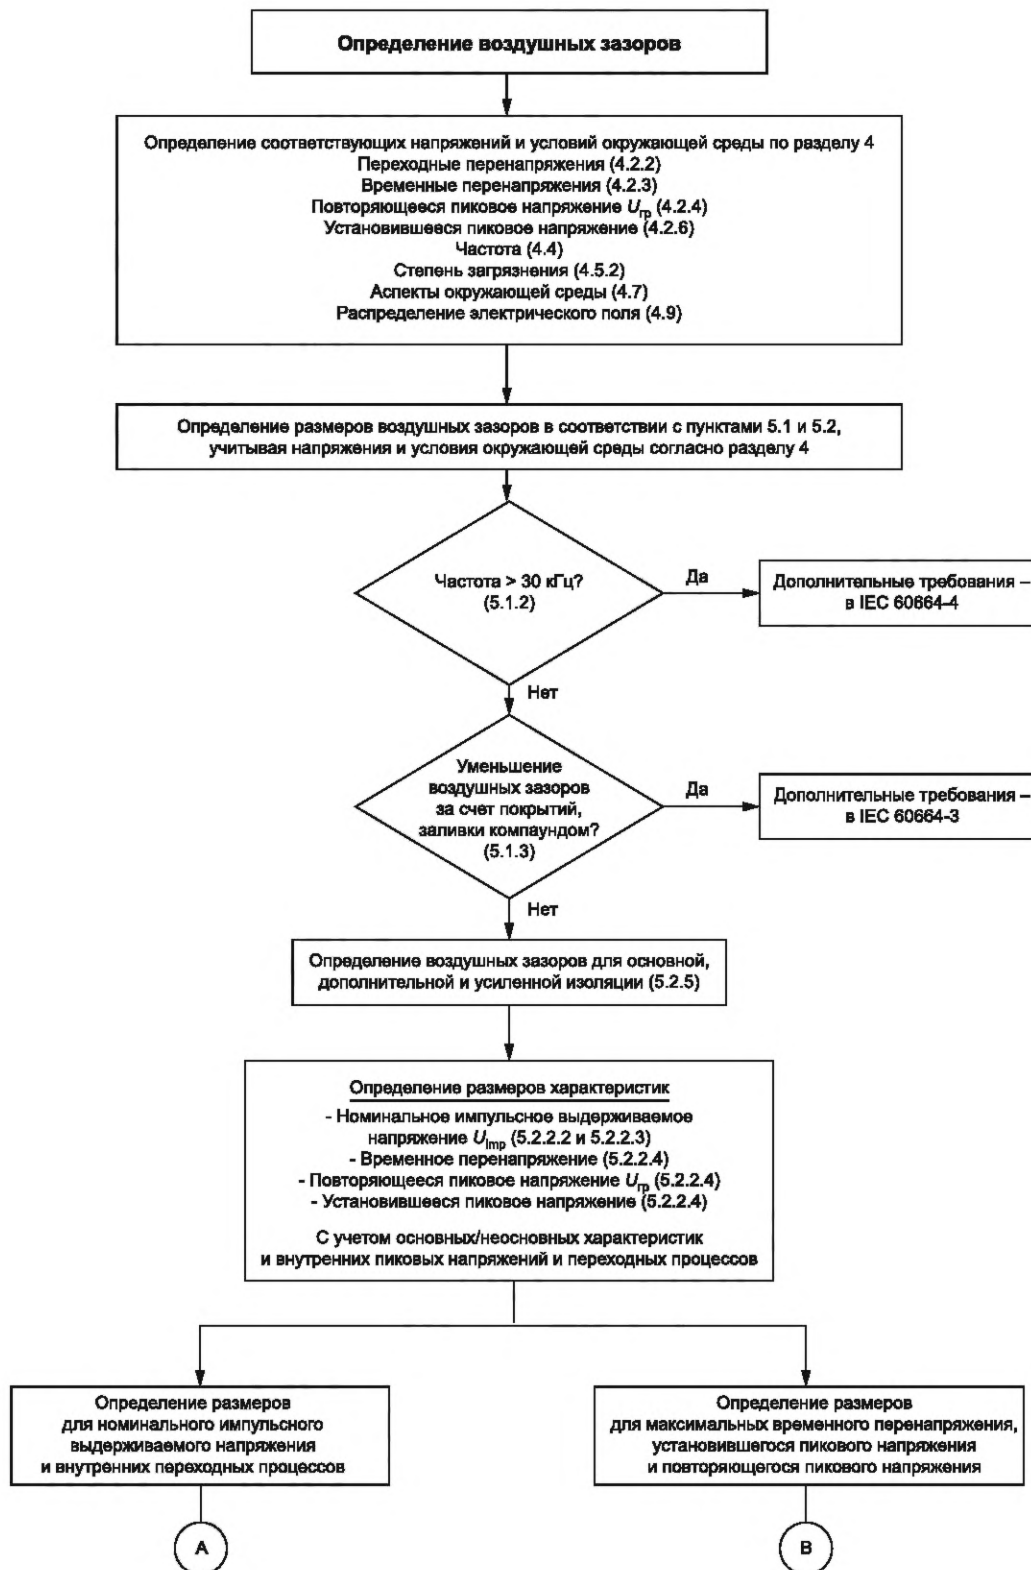 Определение воздушных зазоров
Определение соответствующих напряжений и условий окружающей среды по разделу 4
Переходные перенапряжения (4.2.2)
Временные перенапряжения (4.2.3)
Повторяющееся пиковое напряжение Uгр (4.2.4)
Установившееся пиковое напряжение (4.2.6)
Частота (4.4)
Степень загрязнения (4.5.2)
Аспекты окружающей среды (4.7)
Распределение электрического поля (4.9)
Определение размеров воздушных зазоров в соответствии с пунктами 5.1 и 5.2,
учитывая напряжения и условия окружающей среды согласно разделу 4
Частота > 30 кГц?
(5.1.2)
Да
Дополнительные требования –
в IEC 60664-4
Нет
Уменьшение
воздушных зазоров
за счет покрытий,
заливки компаундом?
(5.1.3)
Да
Дополнительные требования –
в IEC 60664-3
Нет
Определение воздушных зазоров для основной,
дополнительной и усиленной изоляции (5.2.5)
Определение размеров характеристик
- Номинальное импульсное выдерживаемое
напряжение Uimp (5.2.2.2 и 5.2.2.3)
- Временное перенапряжение (5.2.2.4)
- Повторяющееся пиковое напряжение Uгр (5.2.2.4)
- Установившееся пиковое напряжение (5.2.2.4)
С учетом основных/неосновных характеристик
и внутренних пиковых напряжений и переходных процессов
Определение размеров
для номинального импульсного
выдерживаемого напряжения
и внутренних переходных процессов
Определение размеров
для максимальных временного перенапряжения,
установившегося пикового напряжения
и повторяющегося пикового напряжения
A
B